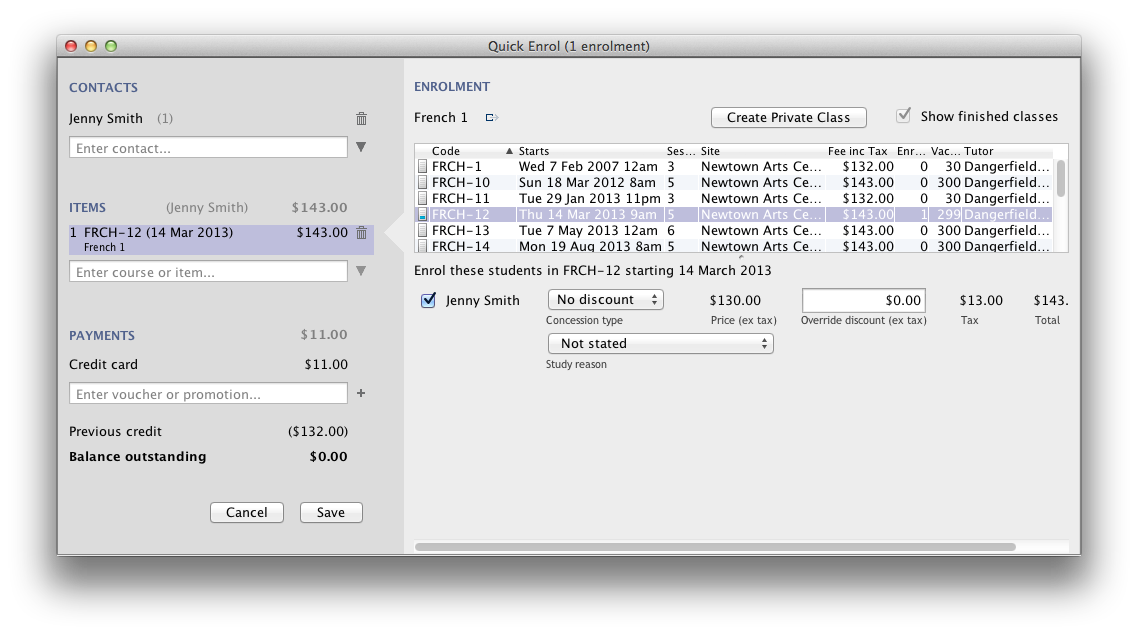 Quick Enrol (1 enrolment)
CONTACTS
Jenny Smith (1)
Enter contact...
ITEMS (Jenny Smith) $143.00
1 FRCH-12 (14 Mar 2013) $143.00
French 1
Enter course or item...
PAYMENTS $11.00
Credit card $11.00
Enter voucher or promotion...
Previous credit ($132.00)
Balance outstanding $0.00
Cancel Save
ENROLMENT
French 1 Create Private Class Show finished classes
Code Starts Ses... Site Fee inc Tax Enr... Vac... Tutor
FRCH-1 Wed 7 Feb 2007 12am 3 Newtown Arts Ce... $132.00 0 30 Dangerfield...
FRCH-10 Sun 18 Mar 2012 8am 5 Newtown Arts Ce... $143.00 0 300 Dangerfield...
FRCH-11 Tue 29 Jan 2013 11pm 3 Newtown Arts Ce... $132.00 0 30 Dangerfield...
FRCH-12 Thu 14 Mar 2013 9am 5 Newtown Arts Ce... $143.00 1 299 Dangerfield...
FRCH-13 Tue 7 May 2013 12am 6 Newtown Arts Ce... $143.00 0 300 Dangerfield...
FRCH-14 Mon 19 Aug 2013 8am 5 Newtown Arts Ce... $143.00 0 300 Dangerfield...
Enrol these students in FRCH-12 starting 14 March 2013
Jenny Smith No discount $130.00 $0.00 $13.00 $143.
Concession type Price (ex tax) Override discount (ex tax) Tax Total
Not stated
Study reason